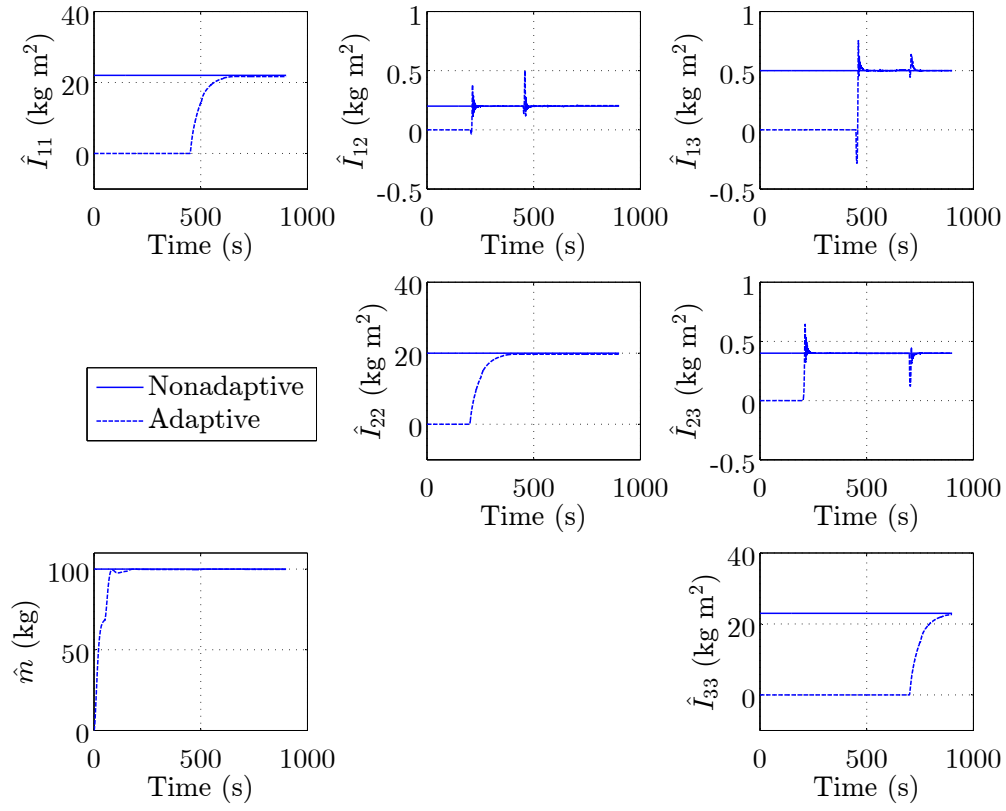 40
20
0
Î₁₁ (kg m²)
0
500
1000
Time (s)
1
0.5
0
-0.5
Î₁₂ (kg m²)
0
500
1000
Time (s)
1
0.5
0
-0.5
Î₁₃ (kg m²)
0
500
1000
Time (s)
Nonadaptive
Adaptive
40
20
0
Î₂₂ (kg m²)
0
500
1000
Time (s)
1
0.5
0
-0.5
Î₂₃ (kg m²)
0
500
1000
Time (s)
100
50
0
m̂ (kg)
0
500
1000
Time (s)
40
20
0
Î₃₃ (kg m²)
0
500
1000
Time (s)